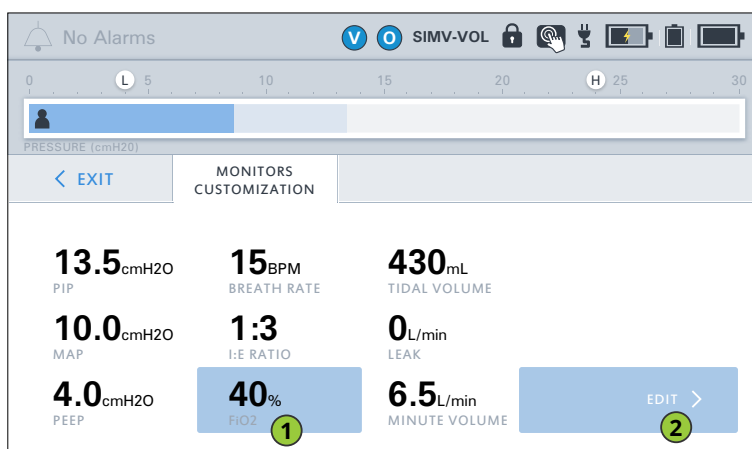 No Alarms V O SIMV-VOL
0 L 5 10 15 20 H 25 30
PRESSURE (cmH20)
EXIT
MONITORS
CUSTOMIZATION
13.5cmH2O 15BPM 430mL
PIP BREATH RATE TIDAL VOLUME
10.0cmH2O 1:3 0L/min
MAP I:E RATIO LEAK
4.0cmH2O 40% 6.5L/min EDIT
PEEP FiO2 1 MINUTE VOLUME 2